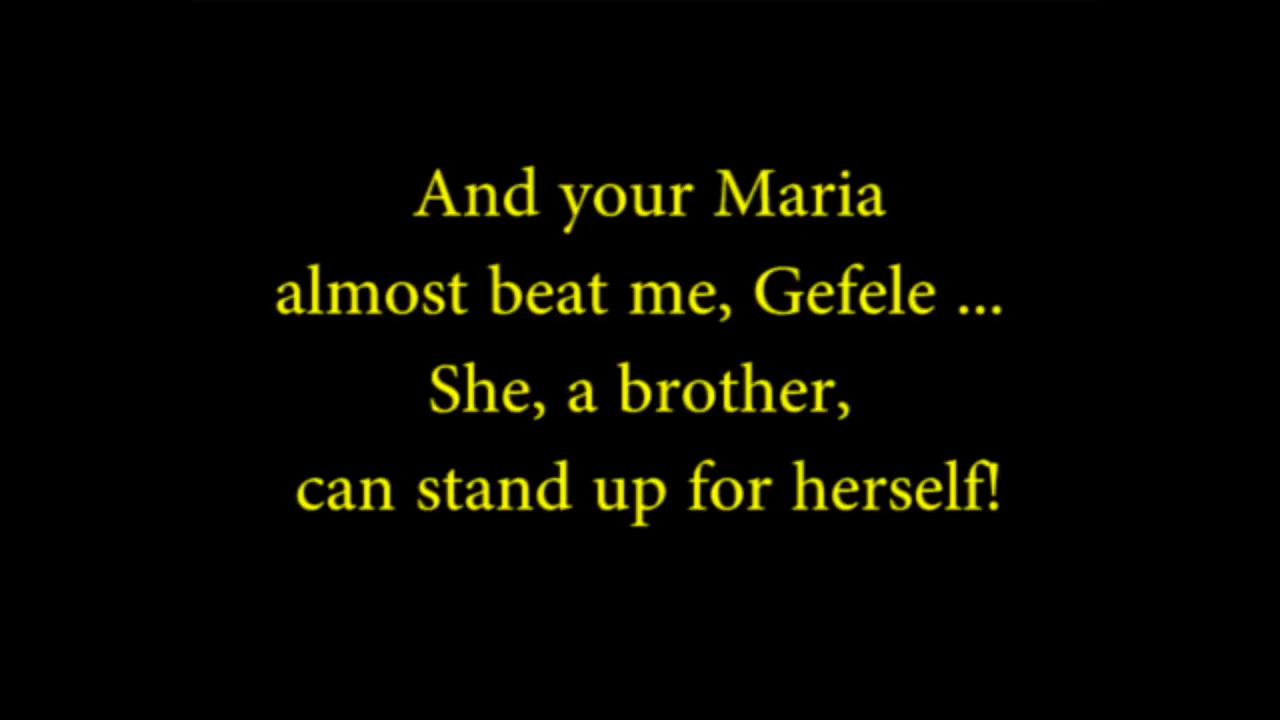 And your Maria
almost beat me, Gefele ...
She, a brother,
can stand up for herself!